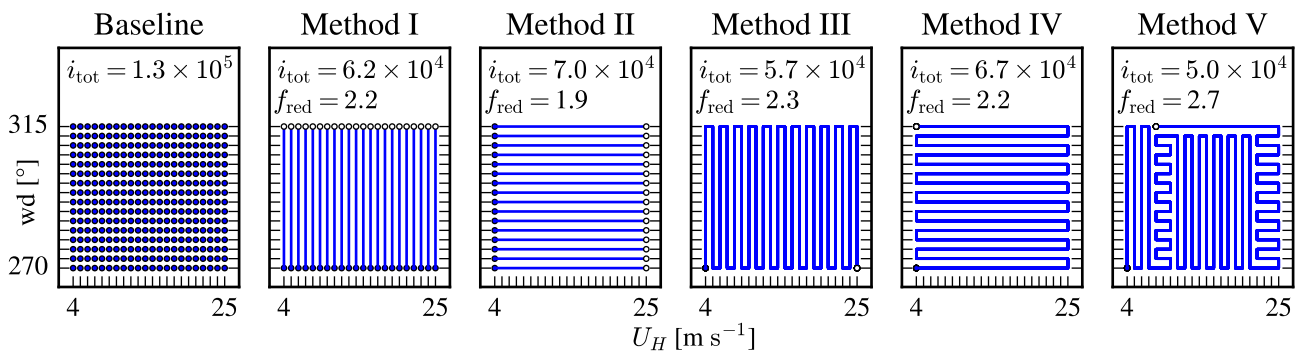 Baseline Method I Method II Method III Method IV Method V
i_tot = 1.3 × 10^5 i_tot = 6.2 × 10^4 i_tot = 7.0 × 10^4 i_tot = 5.7 × 10^4 i_tot = 6.7 × 10^4 i_tot = 5.0 × 10^4
f_red = 2.2 f_red = 1.9 f_red = 2.3 f_red = 2.2 f_red = 2.7
315
wd [°]
270
4 25 4 25 4 25 4 25 4 25 4 25
U_H [m s^−1]